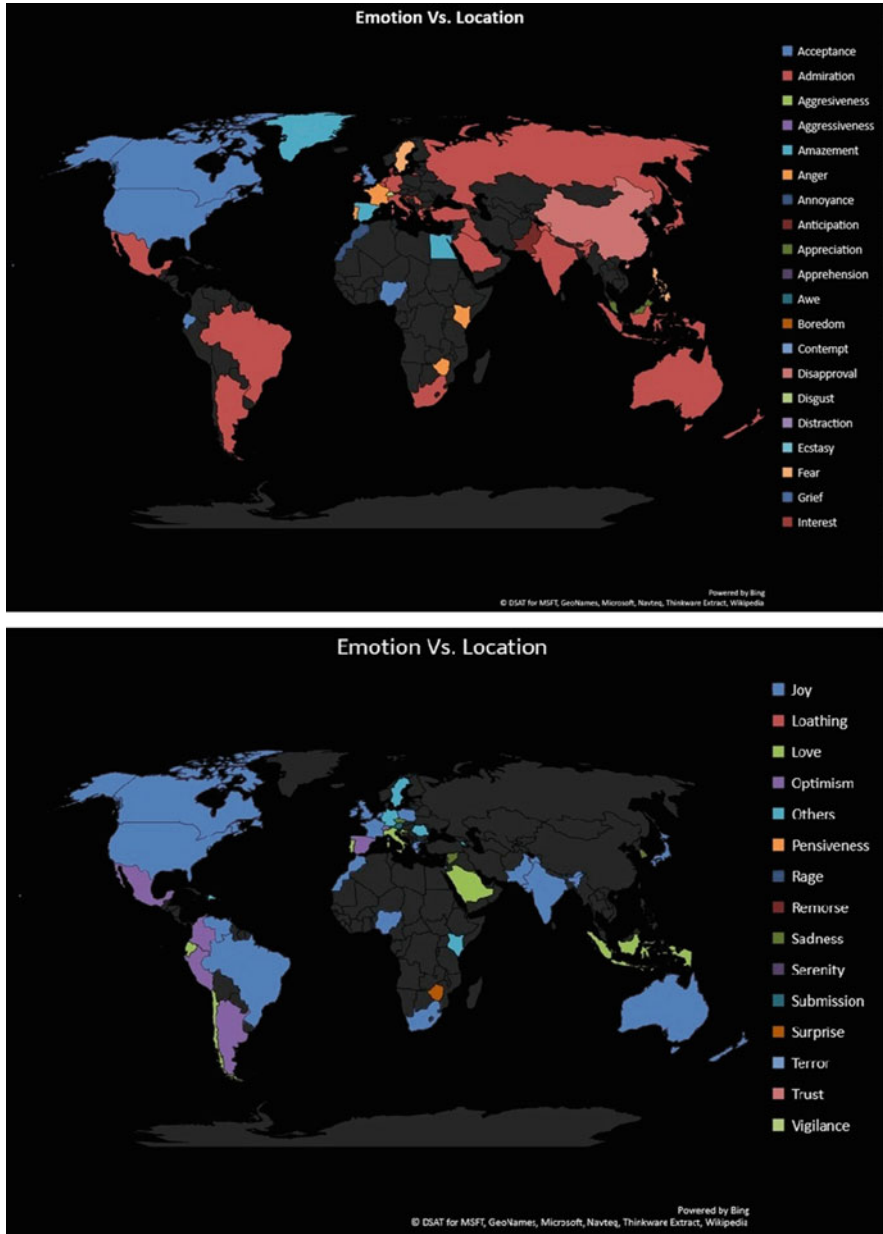 Emotion Vs. Location
Acceptance
Admiration
Aggresiveness
Aggressiveness
Amazement
Anger
Annoyance
Anticipation
Appreciation
Apprehension
Awe
Boredom
Contempt
Disapproval
Disgust
Distraction
Ecstasy
Fear
Grief
Interest
Powered by Bing
© DSAT for MSFT, GeoNames, Microsoft, Navteq, Thinkware Extract, Wikipedia
Emotion Vs. Location
Joy
Loathing
Love
Optimism
Others
Pensiveness
Rage
Remorse
Sadness
Serenity
Submission
Surprise
Terror
Trust
Vigilance
Powered by Bing
© DSAT for MSFT, GeoNames, Microsoft, Navteq, Thinkware Extract, Wikipedia